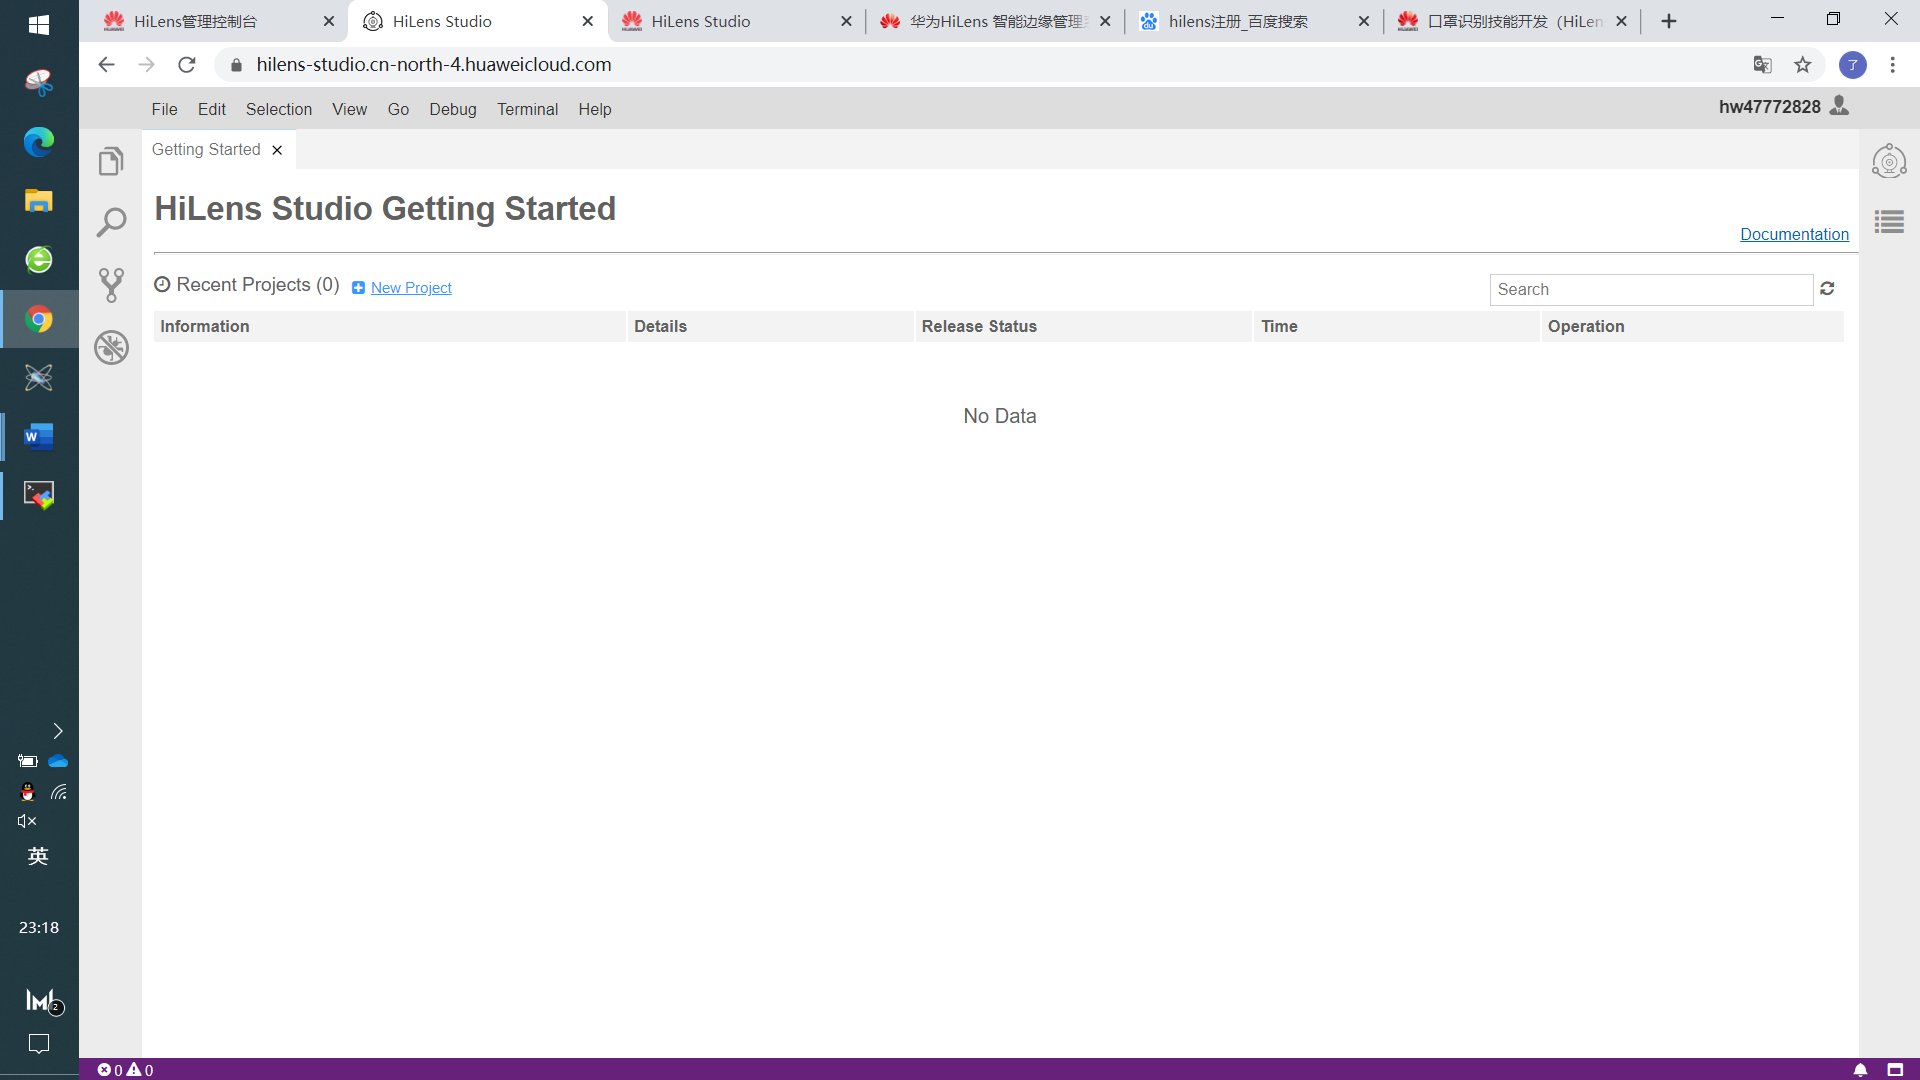 HiLens管理控制台
HiLens Studio
HiLens Studio
华为HiLens 智能边缘管理
hilens注册_百度搜索
口罩识别技能开发（HiLen
hilens-studio.cn-north-4.huaweicloud.com
了
File Edit Selection View Go Debug Terminal Help
hw47772828
Getting Started
HiLens Studio Getting Started
Documentation
Recent Projects (0) New Project
Search
Information Details Release Status Time Operation
No Data
英
23:18
2
0 0